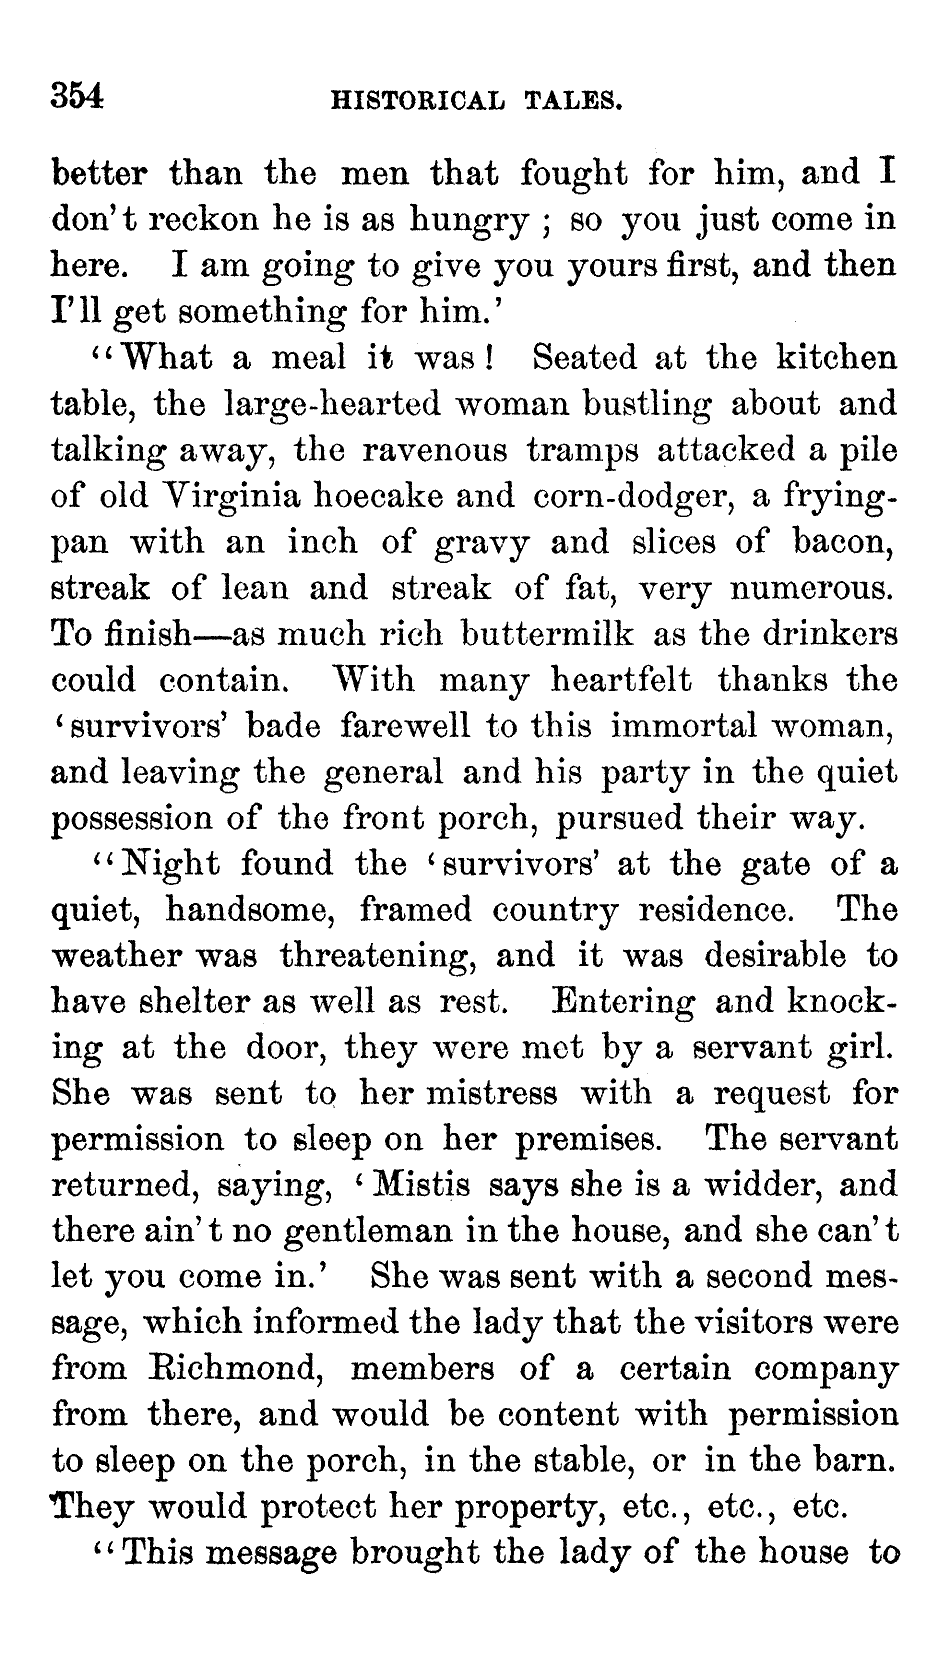 354 HISTORICAL TALES.
better than the men that fought for him, and I
don't reckon he is as hungry ; so you just come in
here. I am going to give you yours first, and then
I'll get something for him.'
“What a meal it was! Seated at the kitchen
table, the large-hearted woman bustling about and
talking away, the ravenous tramps attacked a pile
of old Virginia hoecake and corn-dodger, a frying-
pan with an inch of gravy and slices of bacon,
streak of lean and streak of fat, very numerous.
To finish—as much rich buttermilk as the drinkers
could contain. With many heartfelt thanks the
‘survivors’ bade farewell to this immortal woman,
and leaving the general and his party in the quiet
possession of the front porch, pursued their way.
“Night found the ‘survivors’ at the gate of a
quiet, handsome, framed country residence. The
weather was threatening, and it was desirable to
have shelter as well as rest. Entering and knock-
ing at the door, they were met by a servant girl.
She was sent to her mistress with a request for
permission to sleep on her premises. The servant
returned, saying, ‘Mistis says she is a widder, and
there ain't no gentleman in the house, and she can't
let you come in.’ She was sent with a second mes-
sage, which informed the lady that the visitors were
from Richmond, members of a certain company
from there, and would be content with permission
to sleep on the porch, in the stable, or in the barn.
They would protect her property, etc., etc., etc.
“This message brought the lady of the house to